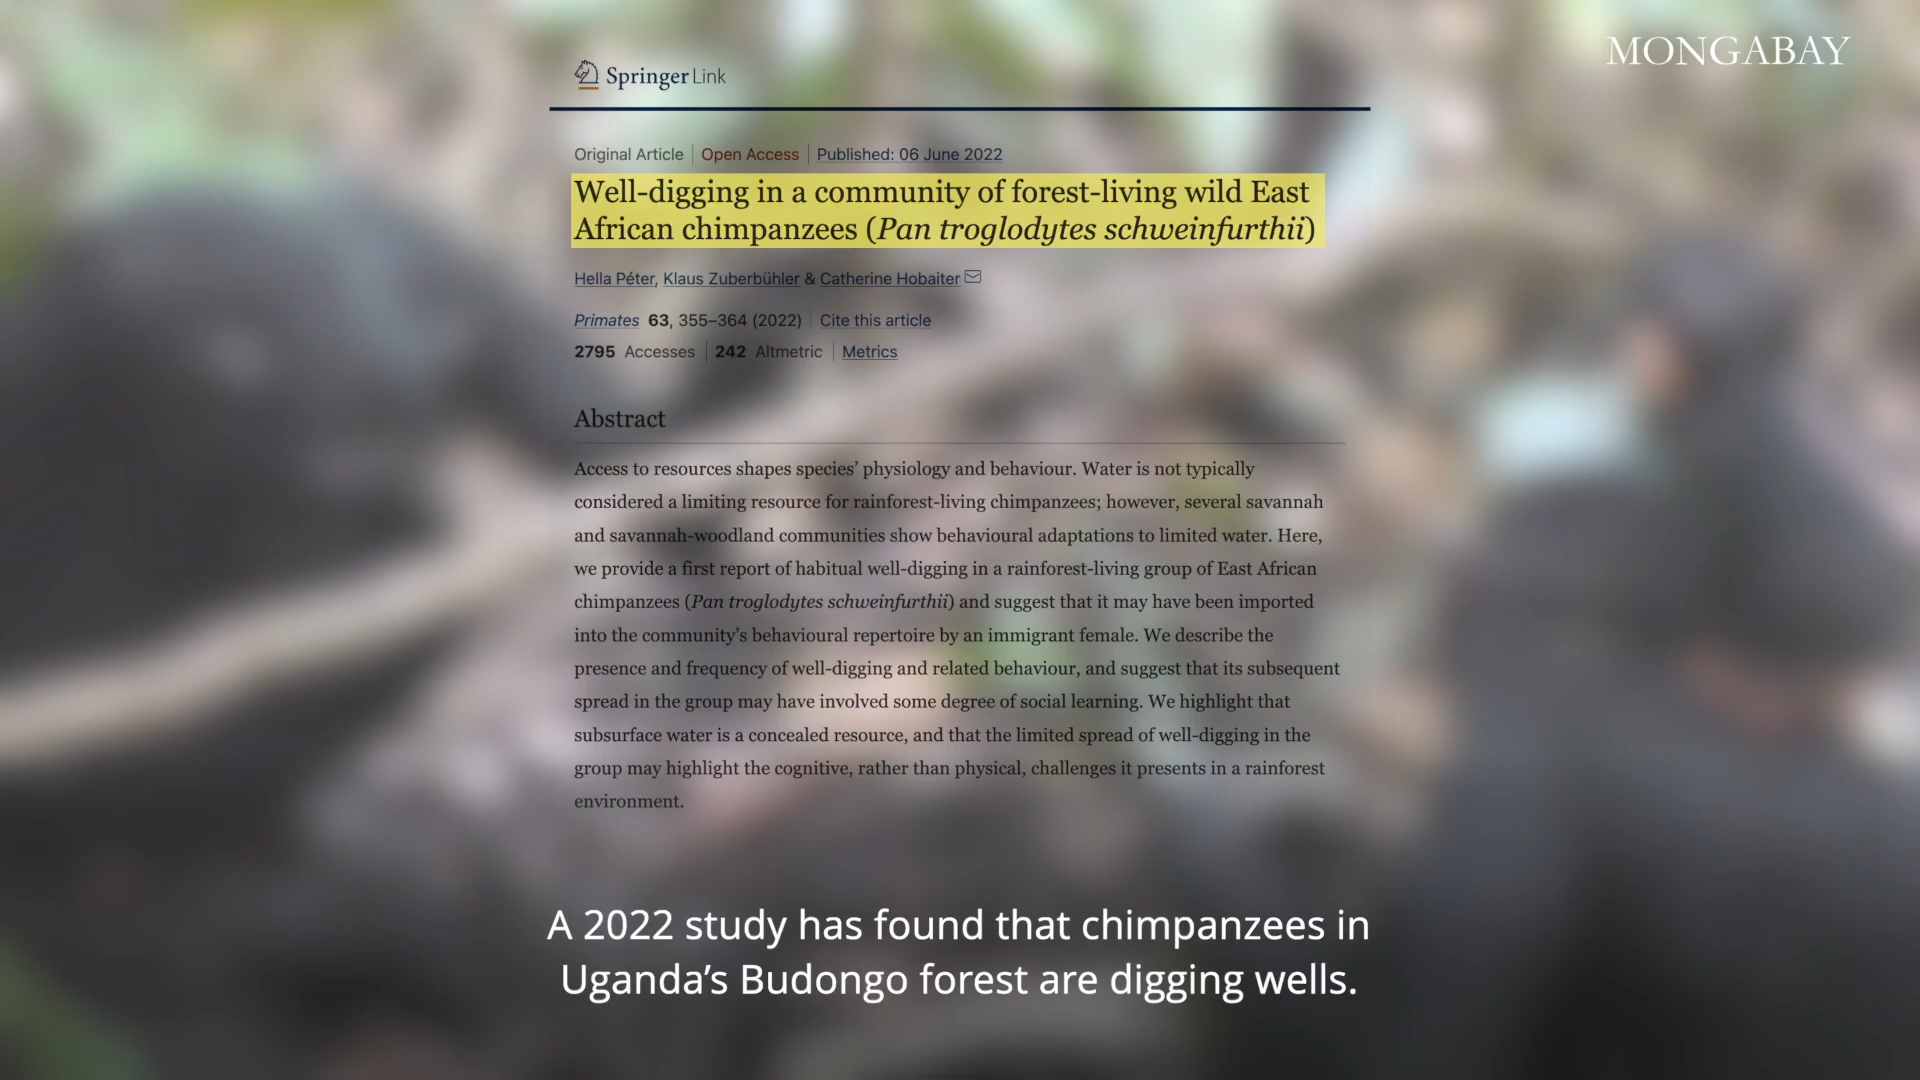 MONGABAY
Springer Link
Original Article | Open Access | Published: 06 June 2022
Well-digging in a community of forest-living wild East
African chimpanzees (Pan troglodytes schweinfurthii)
Hella Péter, Klaus Zuberbühler & Catherine Hobaiter
Primates 63, 355–364 (2022) | Cite this article
2795 Accesses | 242 Altmetric | Metrics
Abstract
Access to resources shapes species’ physiology and behaviour. Water is not typically
considered a limiting resource for rainforest-living chimpanzees; however, several savannah
and savannah-woodland communities show behavioural adaptations to limited water. Here,
we provide a first report of habitual well-digging in a rainforest-living group of East African
chimpanzees (Pan troglodytes schweinfurthii) and suggest that it may have been imported
into the community’s behavioural repertoire by an immigrant female. We describe the
presence and frequency of well-digging and related behaviour, and suggest that its subsequent
spread in the group may have involved some degree of social learning. We highlight that
subsurface water is a concealed resource, and that the limited spread of well-digging in the
group may highlight the cognitive, rather than physical, challenges it presents in a rainforest
environment.
A 2022 study has found that chimpanzees in
Uganda’s Budongo forest are digging wells.